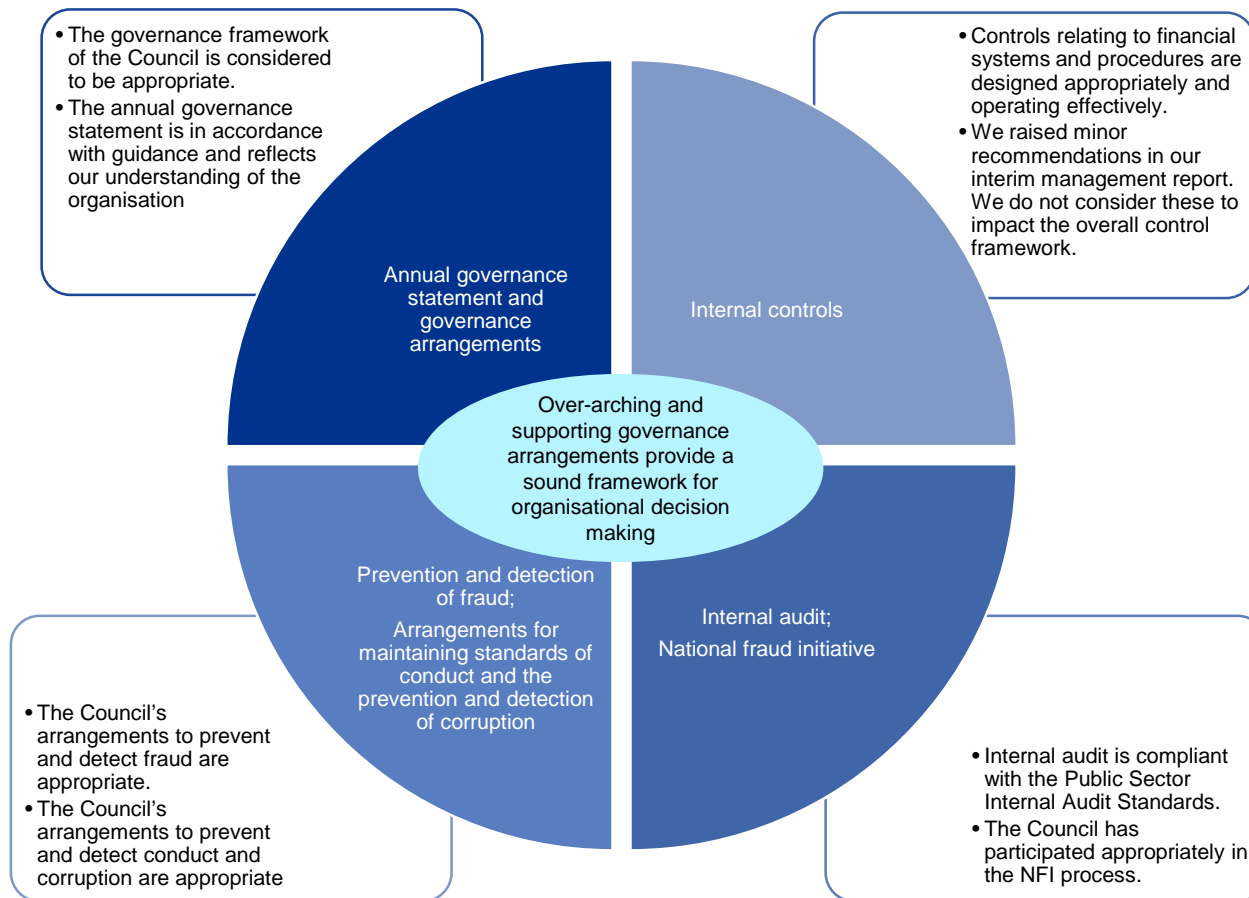 • The governance framework
of the Council is considered
to be appropriate.
• The annual governance
statement is in accordance
with guidance and reflects
our understanding of the
organisation
• Controls relating to financial
systems and procedures are
designed appropriately and
operating effectively.
• We raised minor
recommendations in our
interim management report.
We do not consider these to
impact the overall control
framework.
Annual governance
statement and
governance
arrangements
Internal controls
Over-arching and
supporting governance
arrangements provide a
sound framework for
organisational decision
making
Prevention and detection
of fraud;
Arrangements for
maintaining standards of
conduct and the
prevention and detection
of corruption
Internal audit;
National fraud initiative
• The Council's
arrangements to prevent
and detect fraud are
appropriate.
• The Council's
arrangements to prevent
and detect conduct and
corruption are appropriate
• Internal audit is compliant
with the Public Sector
Internal Audit Standards.
• The Council has
participated appropriately in
the NFI process.